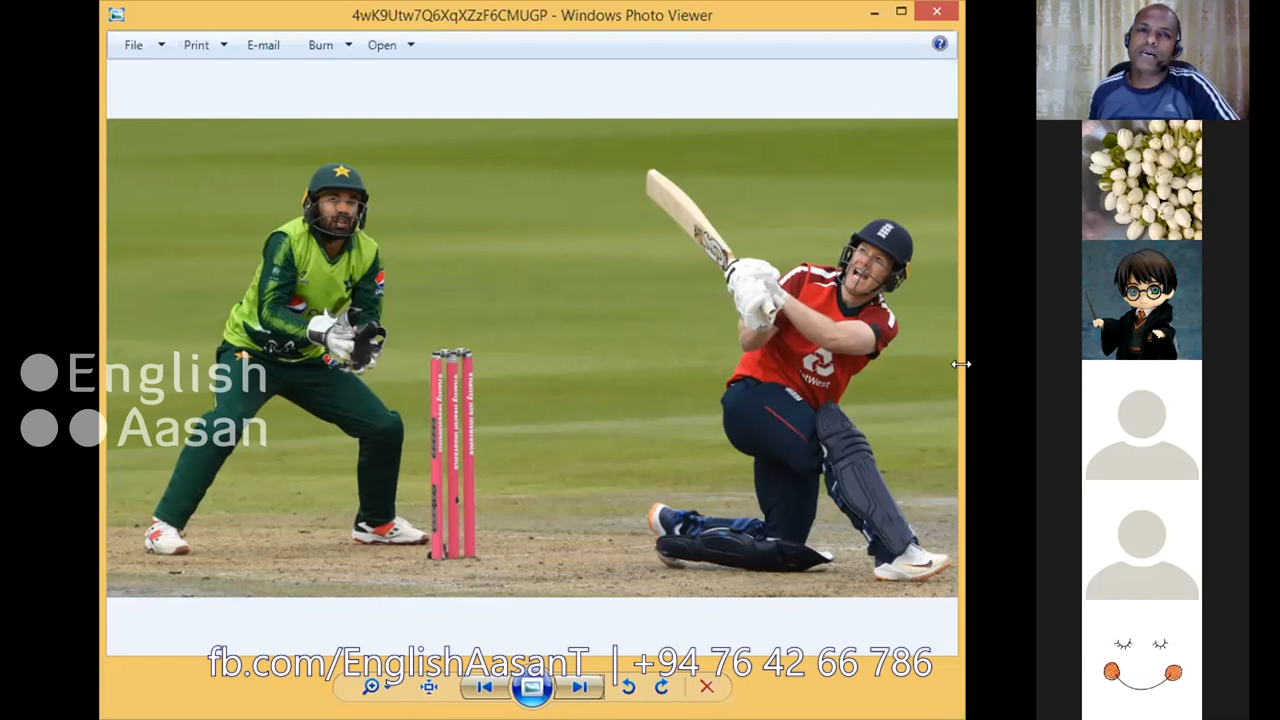 4wK9Utw7Q6XqXZzF6CMUGP - Windows Photo Viewer
File Print E-mail Burn Open
English
Aasan
NatWest
fb.com/EnglishAasanT | +94 76 42 66 786